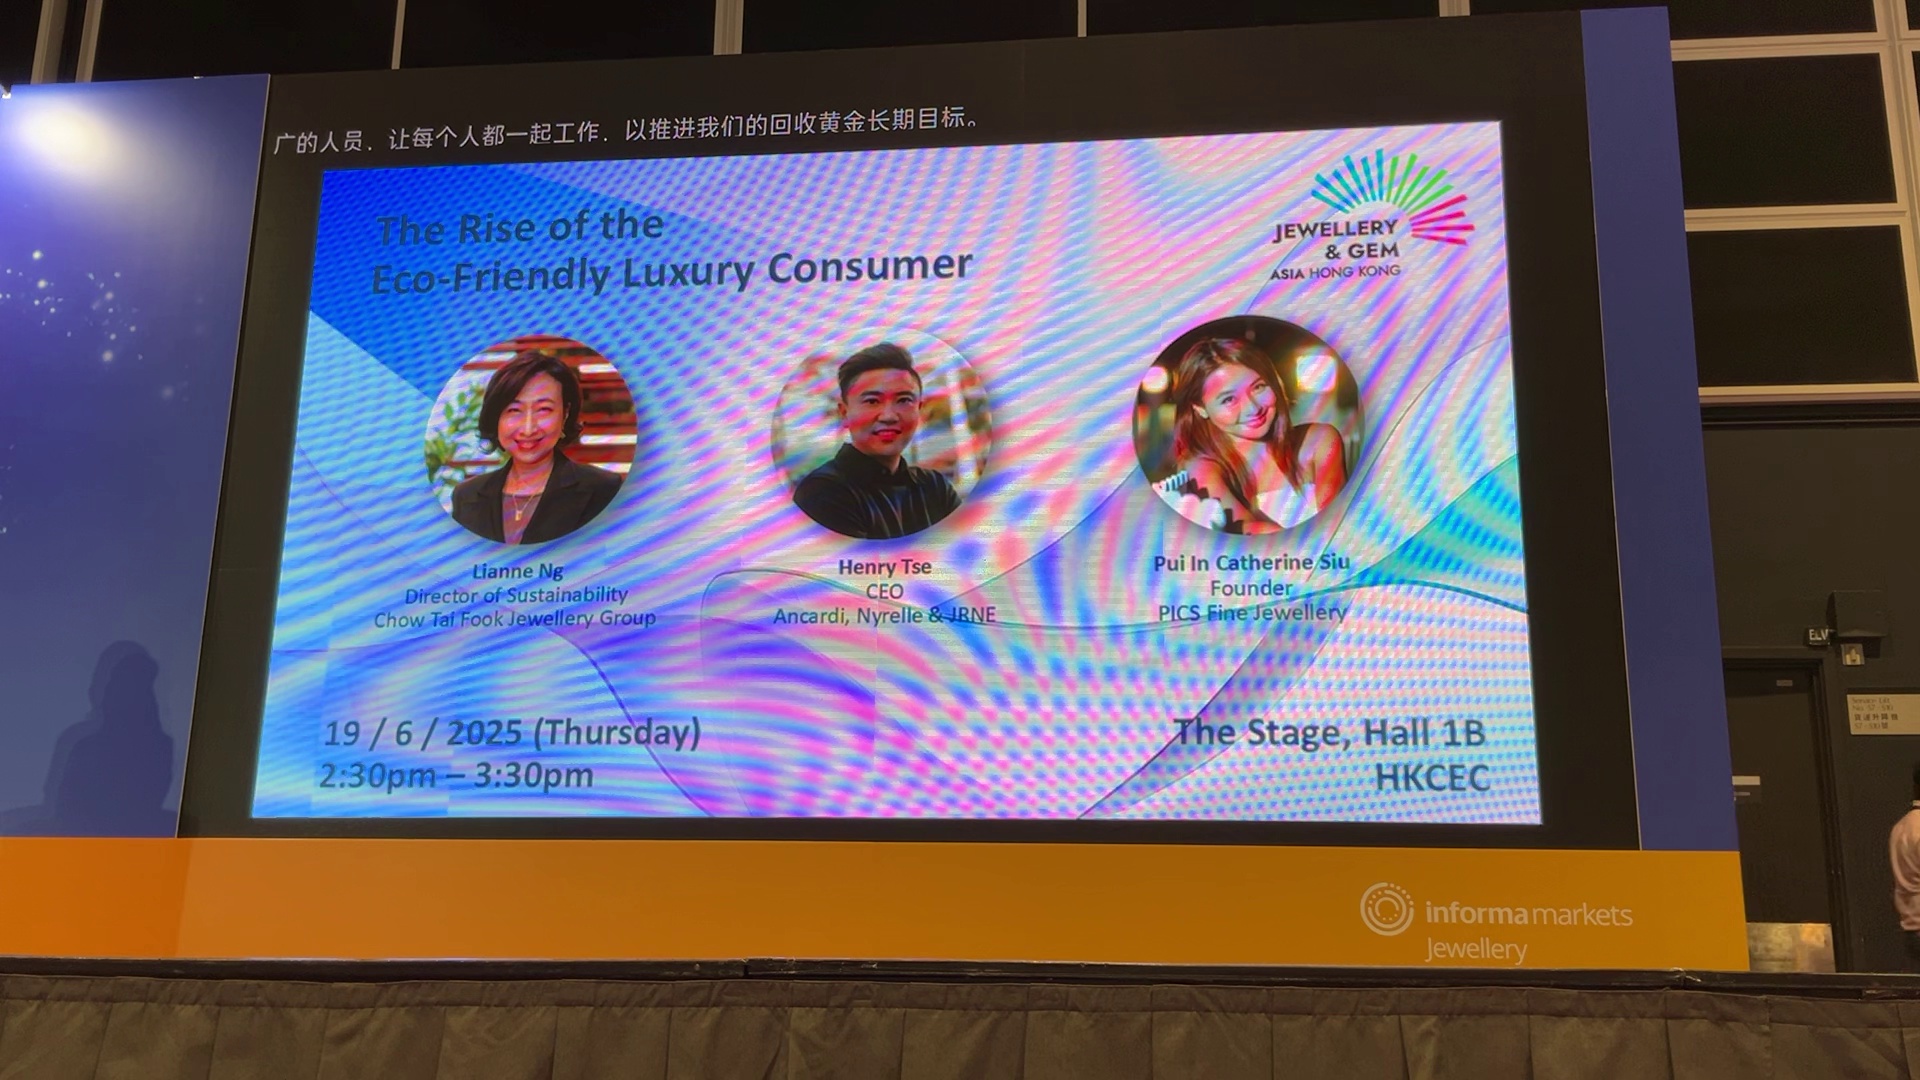 广的人员，让每个人都一起工作，以推进我们的回收黄金长期目标。
The Rise of the
Eco-Friendly Luxury Consumer
JEWELLERY
& GEM
ASIA HONG KONG
Lianne Ng
Director of Sustainability
Chow Tai Fook Jewellery Group
Henry Tse
CEO
Ancardi, Nyrelle & JRNE
Pui In Catherine Siu
Founder
PICS Fine Jewellery
19 / 6 / 2025 (Thursday)
2:30pm – 3:30pm
The Stage, Hall 1B
HKCEC
informa markets
Jewellery